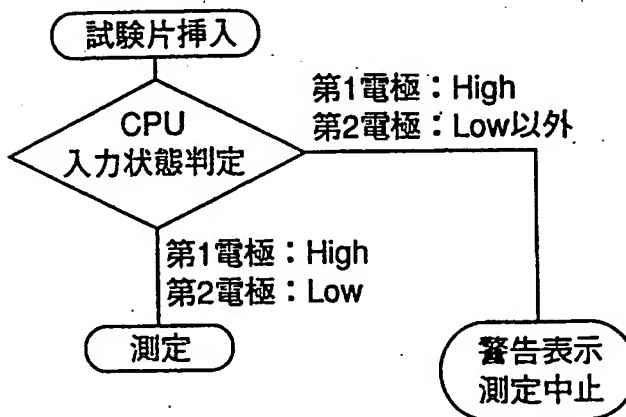 試験片挿入
第1電極：High
第2電極：Low以外
CPU
入力状態判定
第1電極：High
第2電極：Low
測定
警告表示
測定中止